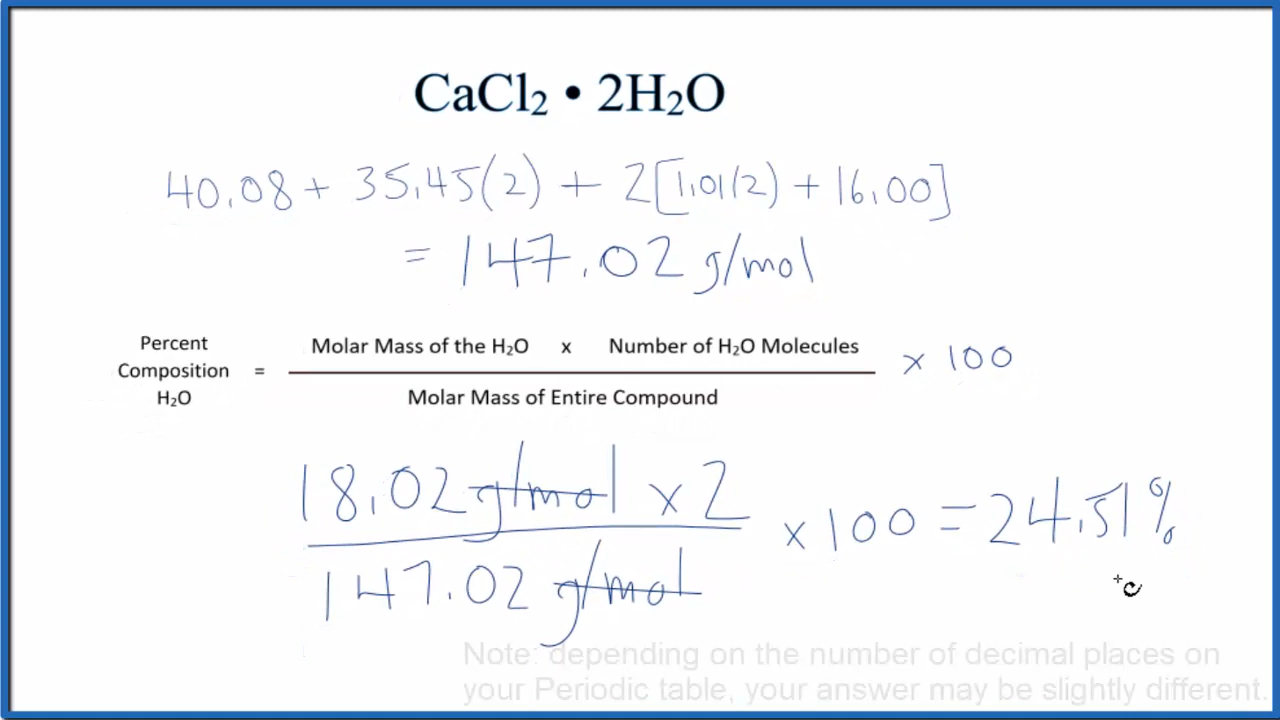 CaCl₂ • 2H₂O
40.08 + 35.45(2) + 2[1.01(2) + 16.00]
= 147.02 g/mol
Percent Composition H₂O = Molar Mass of the H₂O x Number of H₂O Molecules x 100
Molar Mass of Entire Compound
18.02 g/mol x 2
147.02 g/mol
x 100 = 24.51%
Note: depending on the number of decimal places on
your Periodic table, your answer may be slightly different.